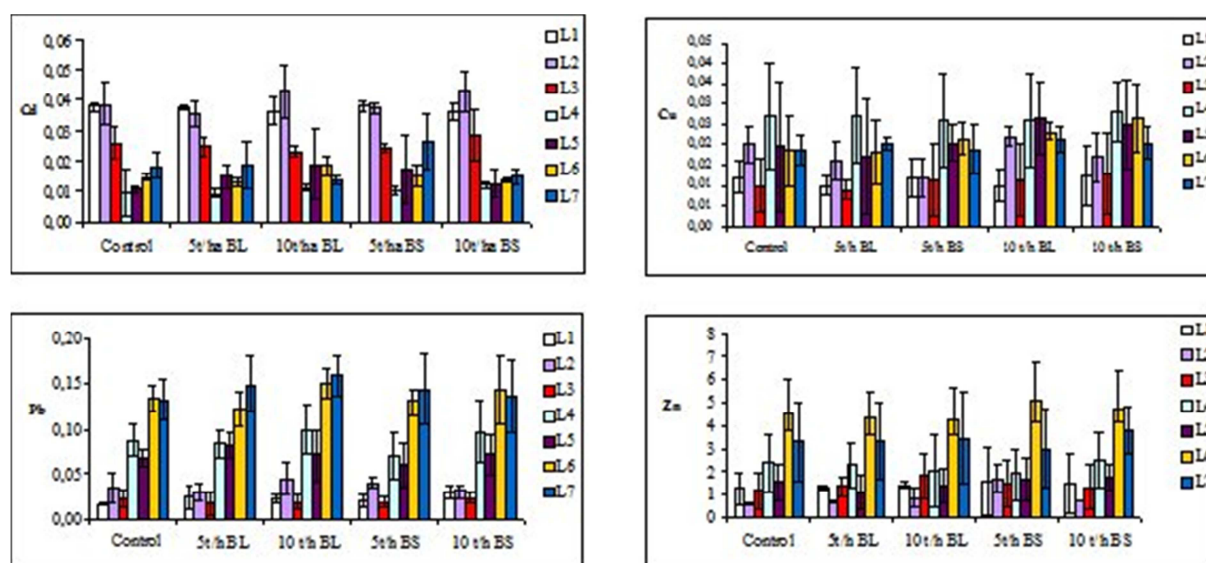 0,06
0,05
0,04
0,03
0,02
0,01
0,00
Control
5t/ha BL
10t/ha BL
5t/ha BS
10t/ha BS
L1
L2
L3
L4
L5
L6
L7
0,05
0,04
0,04
0,03
0,03
0,02
0,02
0,01
0,01
0,00
Cu
Control
5t/h BL
5t/h BS
10 t/h BL
10 t/h BS
0,20
0,15
0,10
0,05
0,00
Pb
Control
5t/h BL
10 t/h BL
5t/h BS
10 t/h BS
L1
L2
L3
L4
L5
L6
L7
8
7
6
5
4
3
2
1
0
Zn
Control
5t/h BL
10 t/h BL
5t/h BS
10 t/h BS